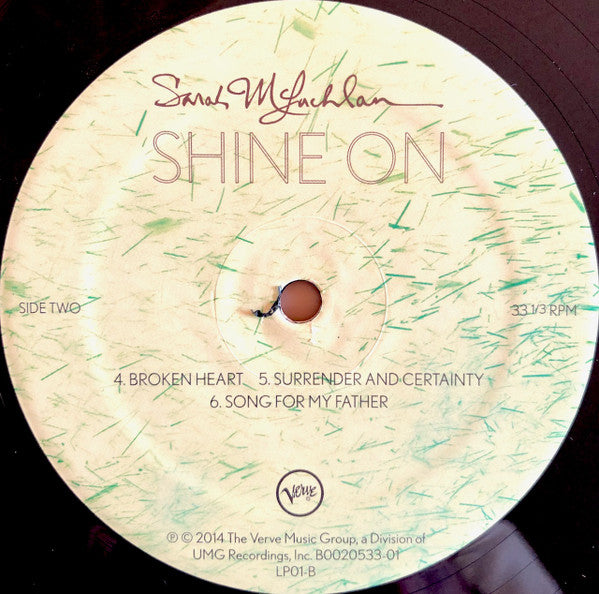 Sarah McLachlan
SHINE ON
SIDE TWO
33 1/3 RPM
4. BROKEN HEART 5. SURRENDER AND CERTAINTY
6. SONG FOR MY FATHER
Verve
℗ © 2014 The Verve Music Group, a Division of
UMG Recordings, Inc. B0020533-01
LP01-B